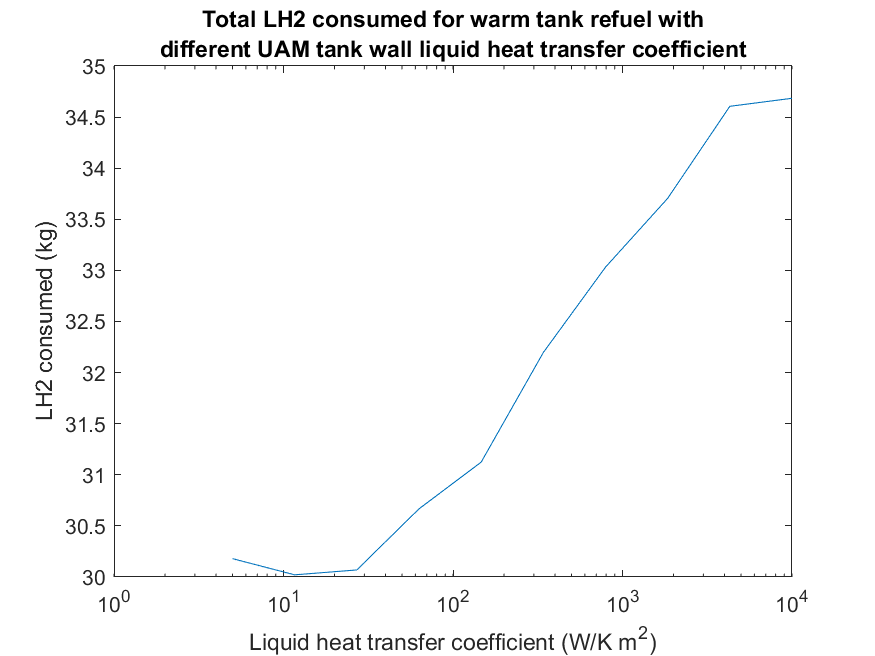 Total LH2 consumed for warm tank refuel with
different UAM tank wall liquid heat transfer coefficient
35
34.5
34
33.5
33
32.5
32
31.5
31
30.5
30
LH2 consumed (kg)
10^0 10^1 10^2 10^3 10^4
Liquid heat transfer coefficient (W/K m^2)